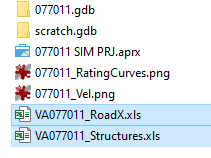 077011.gdb
scratch.gdb
077011 SIM PRJ.aprx
077011_RatingCurves.png
077011_Vel.png
VA077011_RoadX.xls
VA077011_Structures.xls